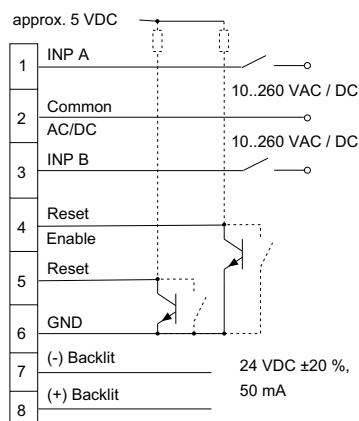 approx. 5 VDC
1 INP A
10..260 VAC / DC
2 Common
AC/DC
10..260 VAC / DC
3 INP B
4 Reset
Enable
5 Reset
6 GND
7 (-) Backlit
24 VDC ±20 %,
50 mA
8 (+) Backlit